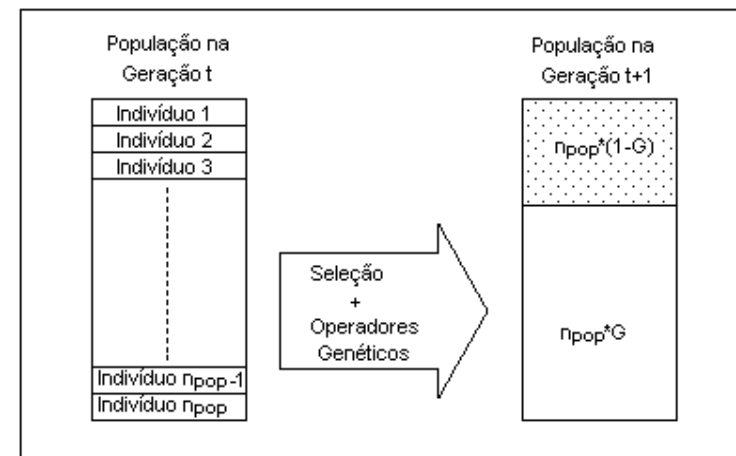 População na
Geração t
Indivíduo 1
Indivíduo 2
Indivíduo 3
Indivíduo npop-1
Indivíduo npop
Seleção
+
Operadores
Genéticos
População na
Geração t+1
npop*(1-G)
npop*G